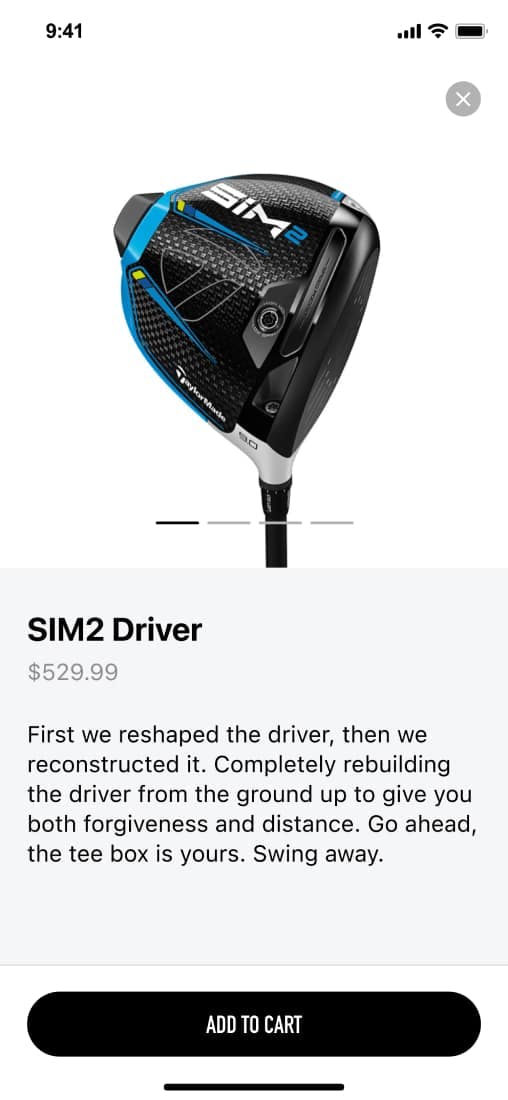 9:41
SIM2
TaylorMade
9.0
SIM2 Driver
$529.99
First we reshaped the driver, then we
reconstructed it. Completely rebuilding
the driver from the ground up to give you
both forgiveness and distance. Go ahead,
the tee box is yours. Swing away.
ADD TO CART